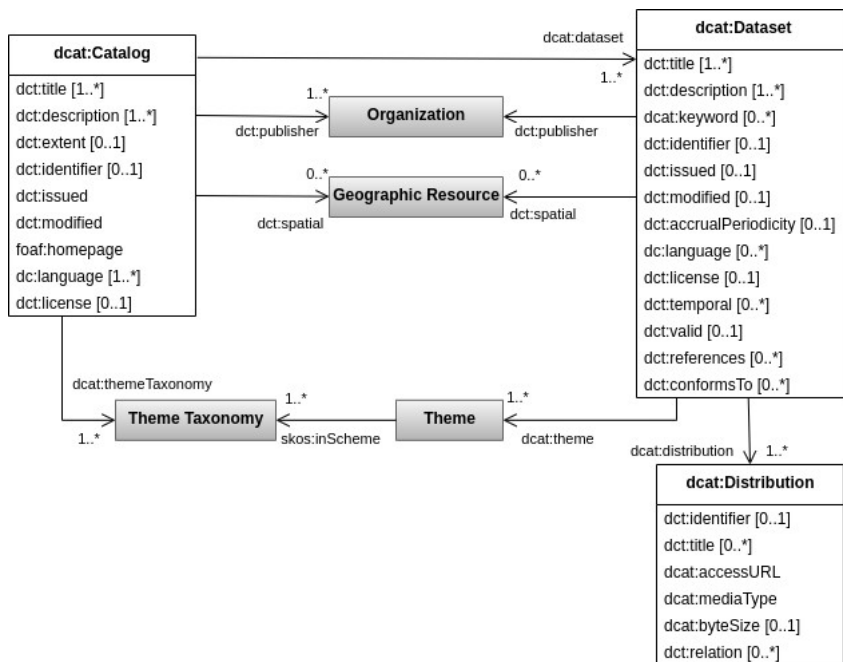 dcat:Catalog
dct:title [1..*]
dct:description [1..*]
dct:extent [0..1]
dct:identifier [0..1]
dct:issued
dct:modified
foaf:homepage
dc:language [1..*]
dct:license [0..1]
dcat:dataset
1..*
dcat:Dataset
dct:title [1..*]
dct:description [1..*]
dcat:keyword [0..*]
dct:identifier [0..1]
dct:issued [0..1]
dct:modified [0..1]
dct:accrualPeriodicity [0..1]
dc:language [0..*]
dct:license [0..1]
dct:temporal [0..*]
dct:valid [0..1]
dct:references [0..*]
dct:conformsTo [0..*]
1..*
1..*
Organization
dct:publisher
dct:publisher
0..*
0..*
Geographic Resource
dct:spatial
dct:spatial
dcat:themeTaxonomy
1..*
Theme Taxonomy
1..*
skos:inScheme
Theme
1..*
dcat:theme
dcat:distribution
1..*
dcat:Distribution
dct:identifier [0..1]
dct:title [0..*]
dcat:accessURL
dcat:mediaType
dcat:byteSize [0..1]
dct:relation [0..*]